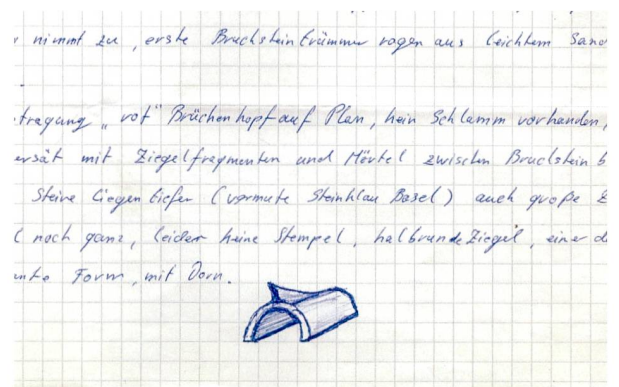 nimmt zu, erste Bruchsteintrümmer ragen aus leichtem Sand
tragung „rot" Brückenkopf auf Plan, kein Schlamm vorhanden,
ersät mit Ziegelfragmenten und Mörtel zwischen Bruchstein b
Steine liegen tiefer (vermute Steinklau Basel) auch große Z
noch ganz, leider keine Stempel, halbrunde Ziegel, einer d
ante Form, mit Dorn.